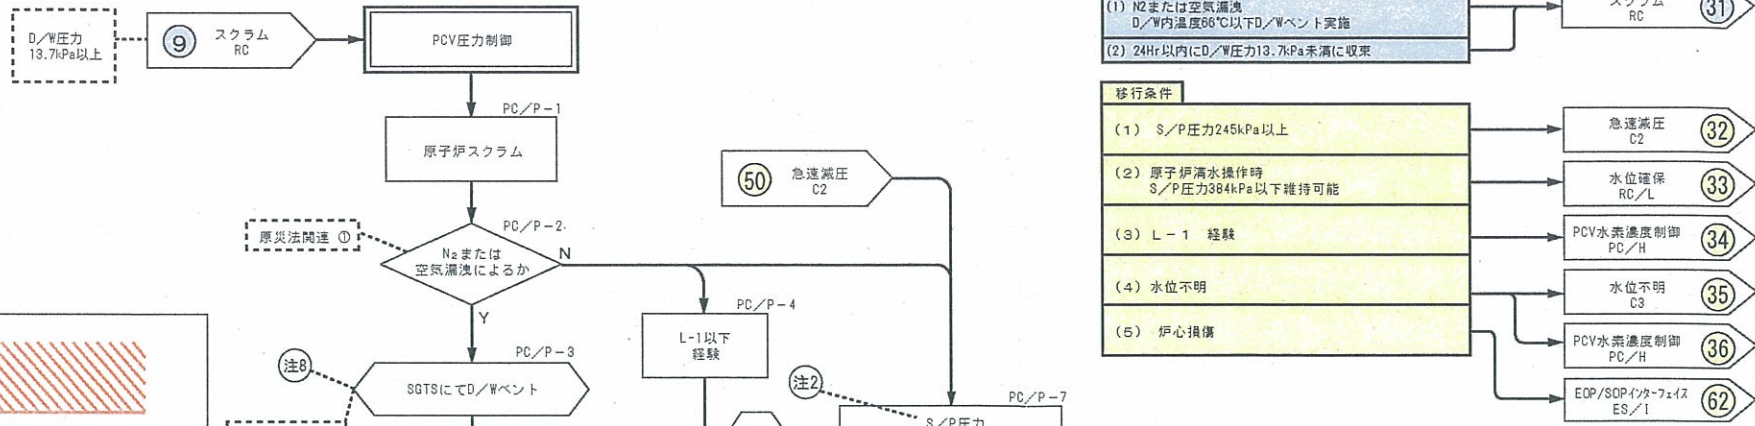 D/W圧力
13.7kPa以上
9
スクラム
RC
PCV圧力制御
PC/P-1
原子炉スクラム
50
急速減圧
C2
原災法関連 ①
PC/P-2
N₂または
空気漏洩によるか
N
Y
PC/P-4
L-1以下
経験
PC/P-3
注8
SGTSにてD/Wベント
注2
PC/P-7
S/P圧力
(1) N2または空気漏洩
D/W内温度66℃以下D/Wベント実施
(2) 24Hr以内にD/W圧力13.7kPa未満に収束
スクラム
RC
31
移行条件
(1) S/P圧力245kPa以上
急速減圧
C2
32
(2) 原子炉満水操作時
S/P圧力384kPa以下維持可能
水位確保
RC/L
33
(3) L-1 経験
PCV水素濃度制御
PC/H
34
(4) 水位不明
水位不明
C3
35
(5) 炉心損傷
PCV水素濃度制御
PC/H
36
EOP/SOPインターフェイス
ES/I
62